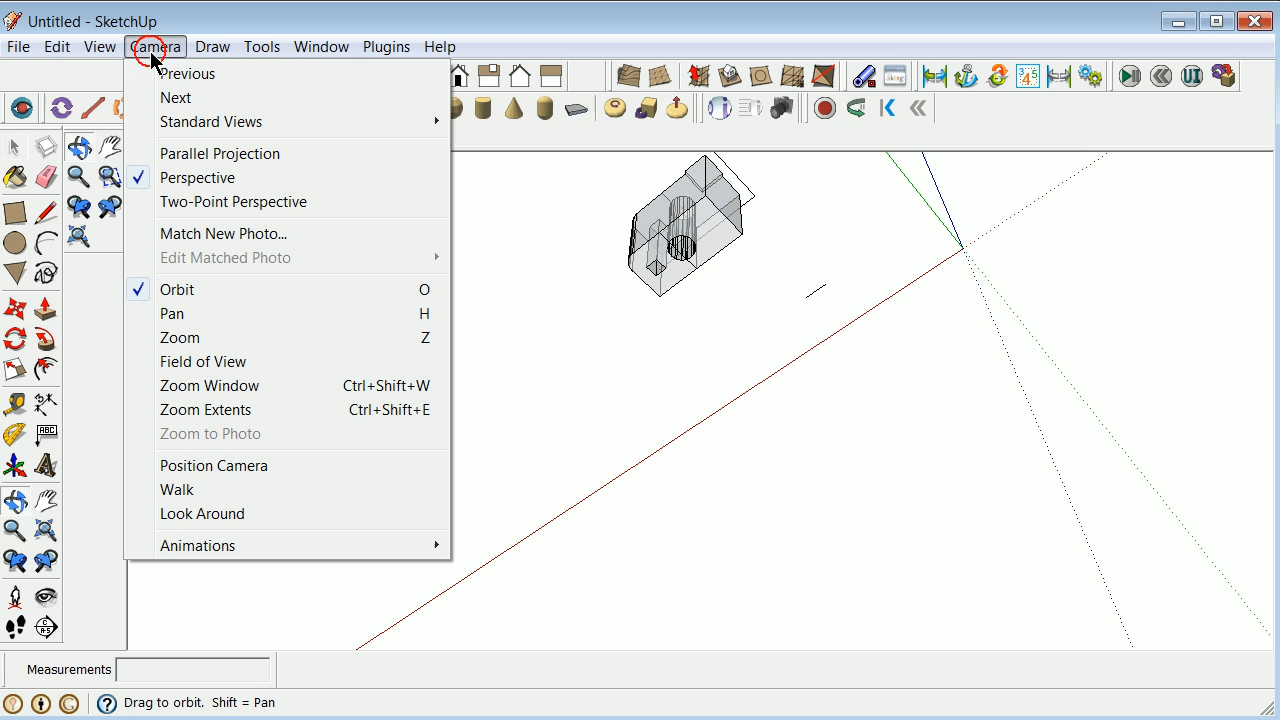 Untitled - SketchUp
File Edit View Camera Draw Tools Window Plugins Help
Previous
Next
Standard Views
Parallel Projection
Perspective
Two-Point Perspective
Match New Photo...
Edit Matched Photo
Orbit O
Pan H
Zoom Z
Field of View
Zoom Window Ctrl+Shift+W
Zoom Extents Ctrl+Shift+E
Zoom to Photo
Position Camera
Walk
Look Around
Animations
ABC
Measurements
Drag to orbit. Shift = Pan